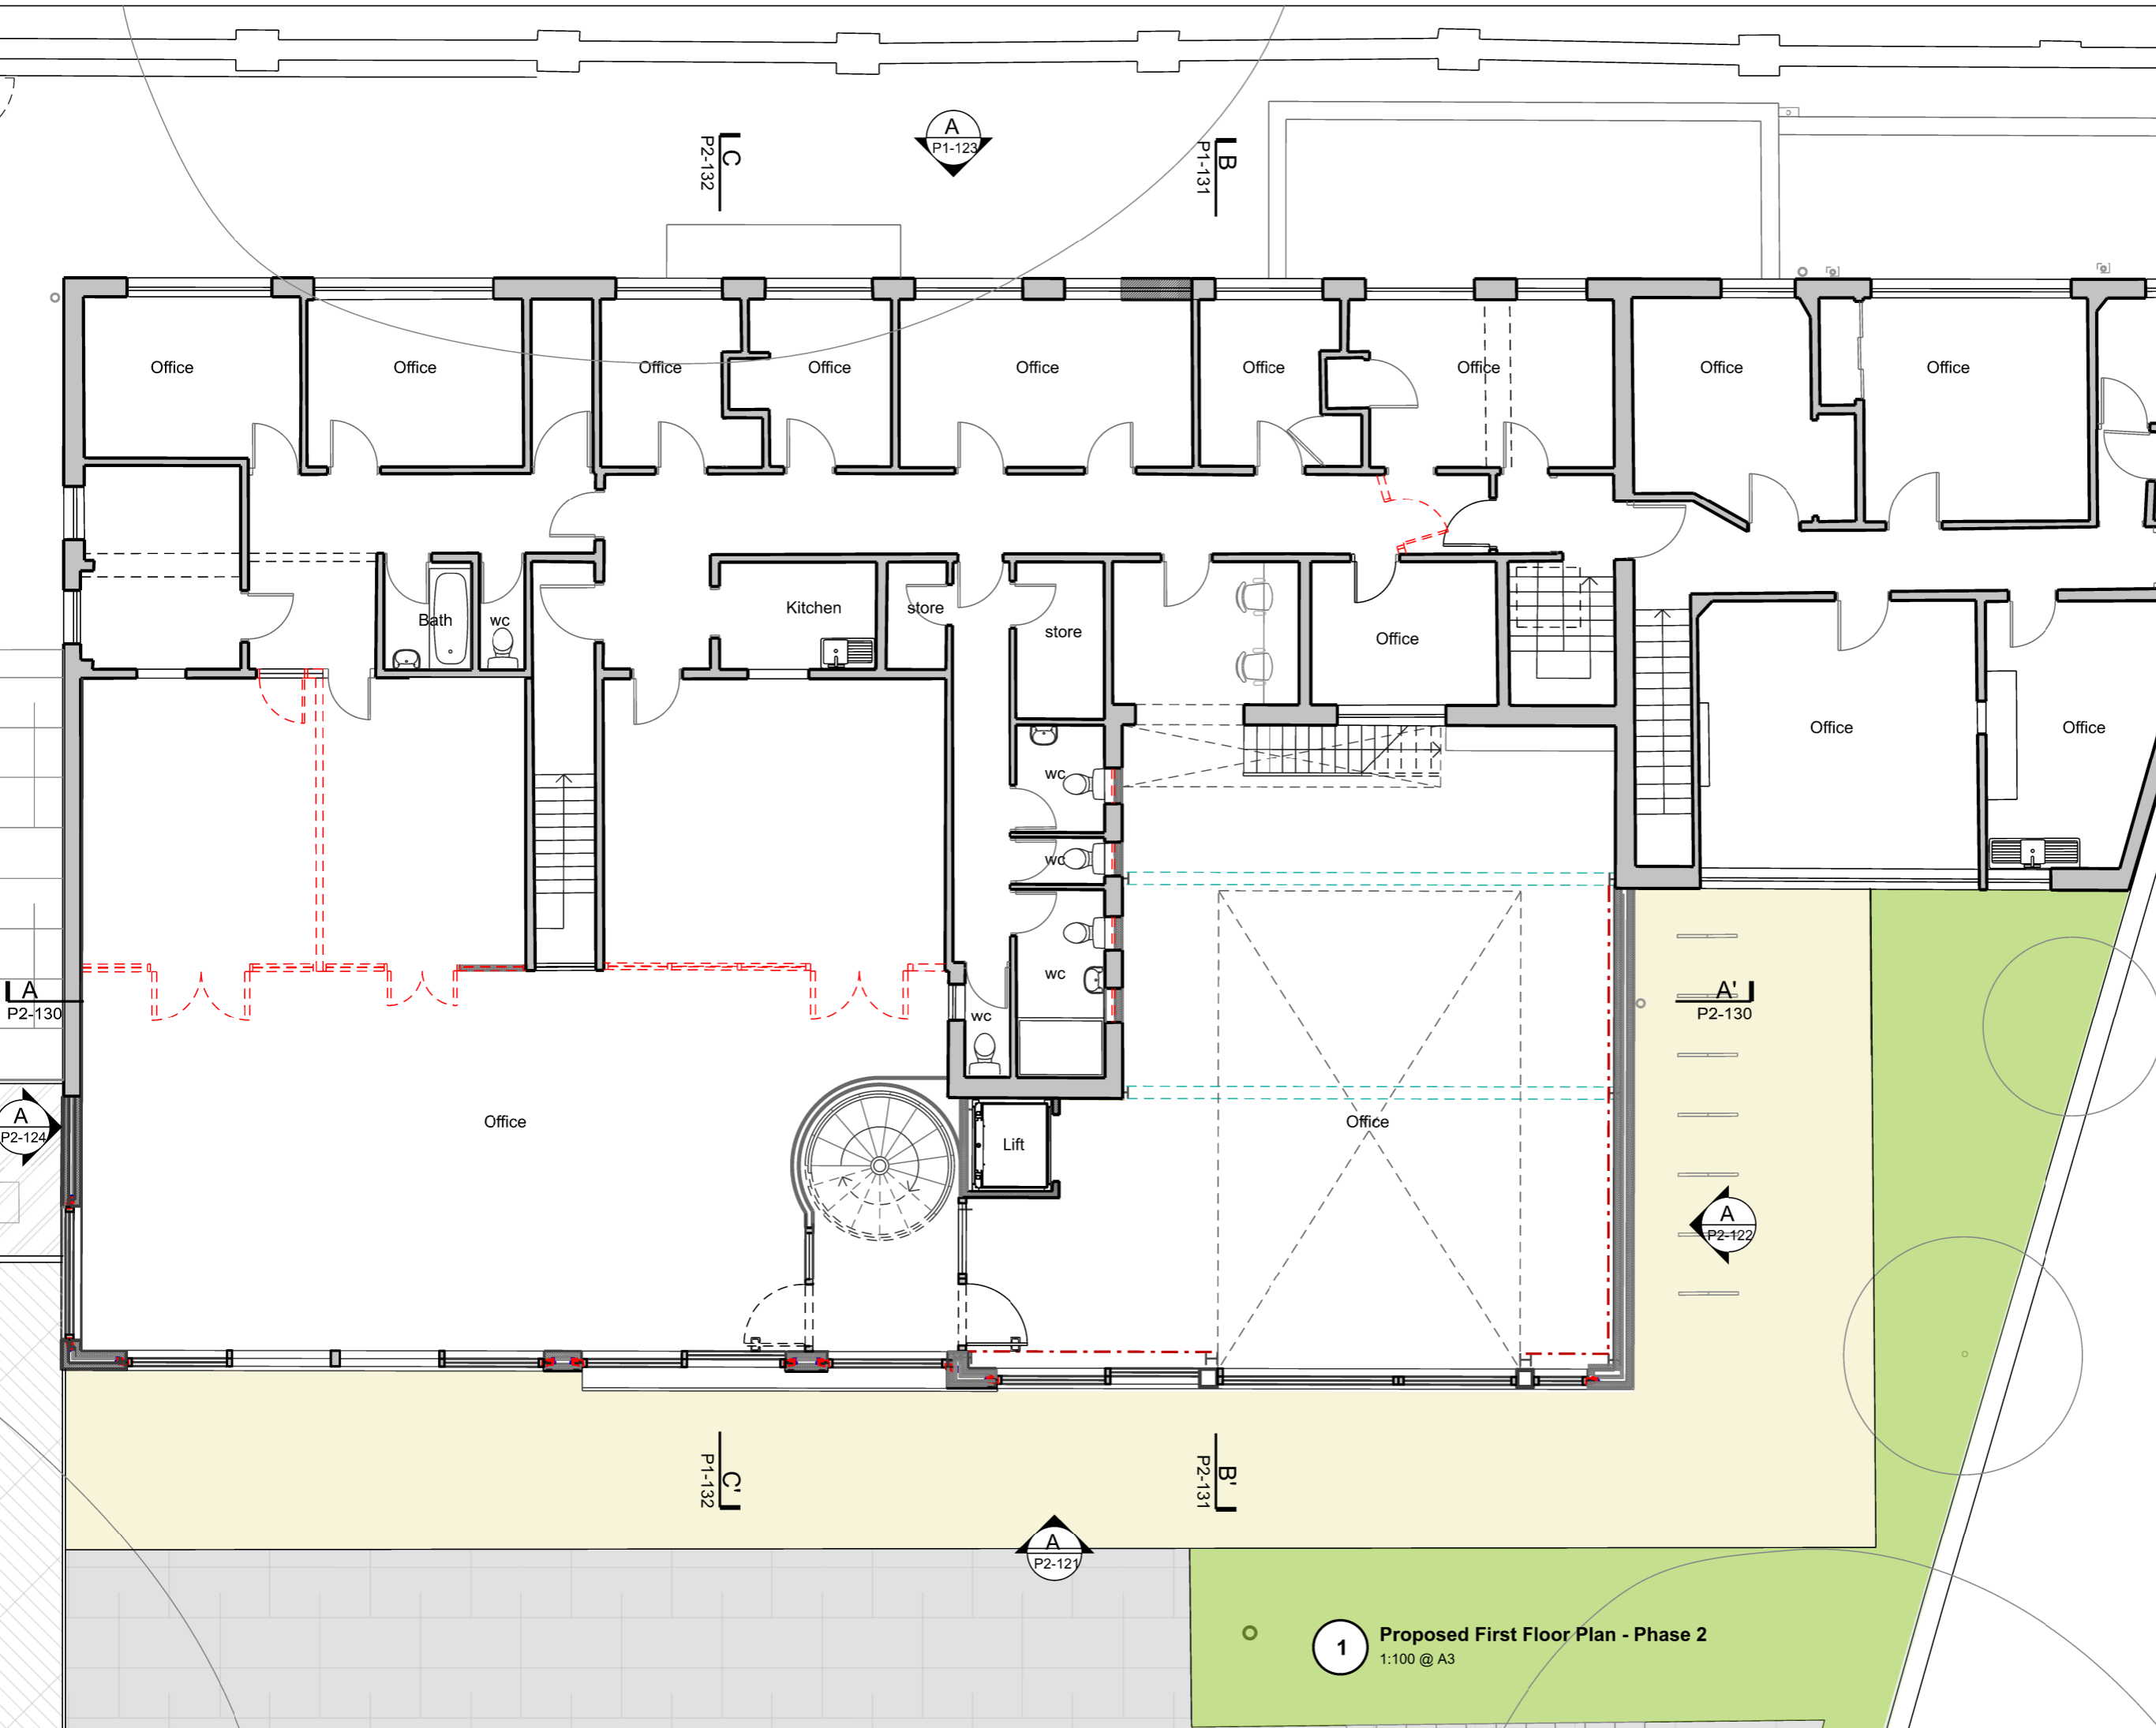 A
P1-123
C
P2-132
B
P1-131
Office
Office
Office
Office
Office
Office
Office
Office
Office
Bath
wc
Kitchen
store
store
Office
Office
Office
wc
wc
wc
wc
A
P2-130
A'
P2-130
A
P2-124
Office
Lift
Office
A
P2-122
C'
P1-132
B'
P2-131
A
P2-121
1
Proposed First Floor Plan - Phase 2
1:100 @ A3